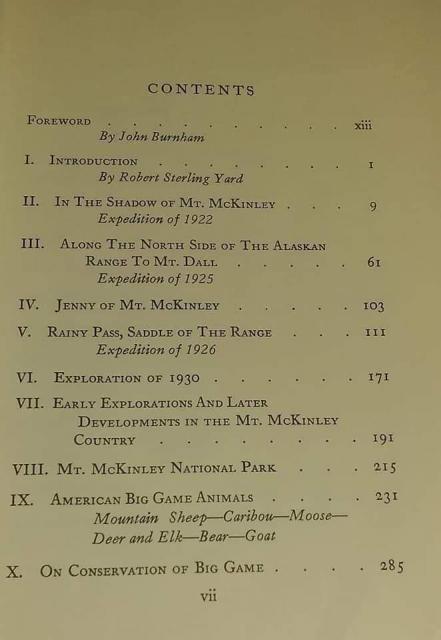 CONTENTS
FOREWORD . . . . . . . . . xiii
By John Burnham
I. INTRODUCTION . . . . . . . 1
By Robert Sterling Yard
II. IN THE SHADOW OF MT. MCKINLEY . . . 9
Expedition of 1922
III. ALONG THE NORTH SIDE OF THE ALASKAN
RANGE TO MT. DALL . . . . . 61
Expedition of 1925
IV. JENNY OF MT. MCKINLEY . . . . . 103
V. RAINY PASS, SADDLE OF THE RANGE . . . 111
Expedition of 1926
VI. EXPLORATION OF 1930 . . . . . . 171
VII. EARLY EXPLORATIONS AND LATER
DEVELOPMENTS IN THE MT. MCKINLEY
COUNTRY . . . . . . . . 191
VIII. MT. MCKINLEY NATIONAL PARK . . . 215
IX. AMERICAN BIG GAME ANIMALS . . . . 231
Mountain Sheep—Caribou—Moose—
Deer and Elk—Bear—Goat
X. ON CONSERVATION OF BIG GAME . . . . 285
vii